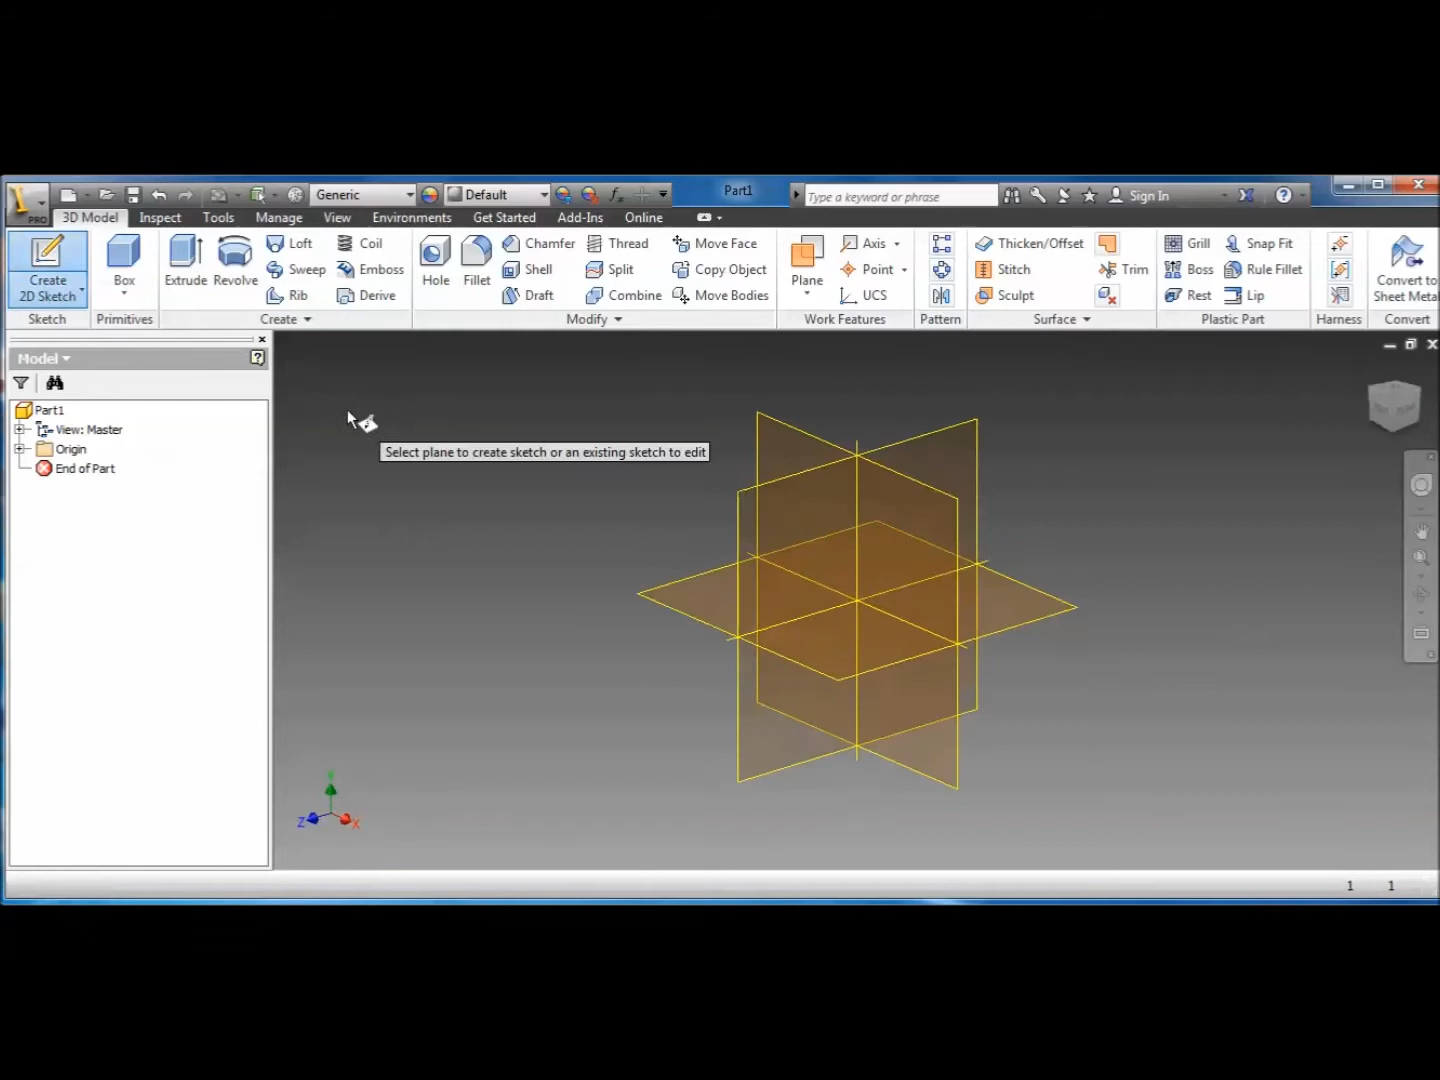 Generic
Default
Part1
Type a keyword or phrase
Sign In
PRO
3D Model
Inspect
Tools
Manage
View
Environments
Get Started
Add-Ins
Online
Create
2D Sketch
Sketch
Box
Primitives
Extrude
Revolve
Loft
Sweep
Rib
Coil
Emboss
Derive
Create
Hole
Fillet
Chamfer
Shell
Draft
Thread
Split
Combine
Move Face
Copy Object
Move Bodies
Modify
Plane
Axis
Point
UCS
Work Features
Pattern
Thicken/Offset
Stitch
Sculpt
Trim
Surface
Grill
Boss
Rest
Snap Fit
Rule Fillet
Lip
Plastic Part
Harness
Convert to
Sheet Metal
Convert
Model
Part1
View: Master
Origin
End of Part
Select plane to create sketch or an existing sketch to edit
Z
X
1
1